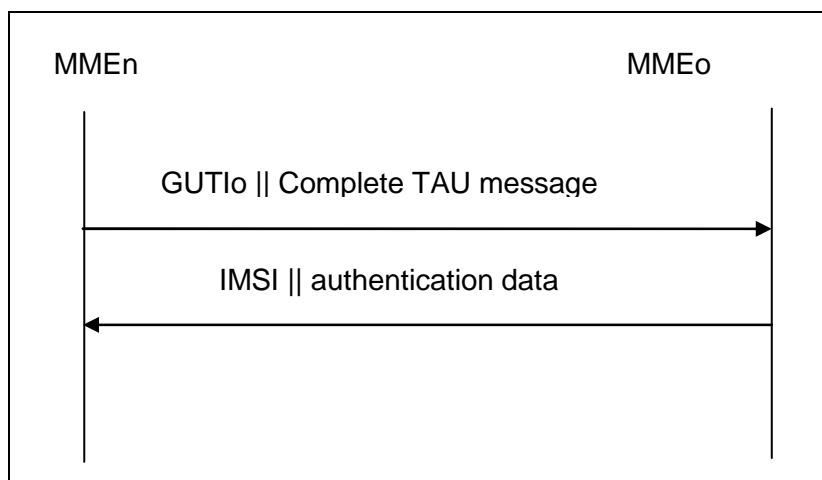 MMEn MMEo
GUTIo || Complete TAU message
IMSI || authentication data